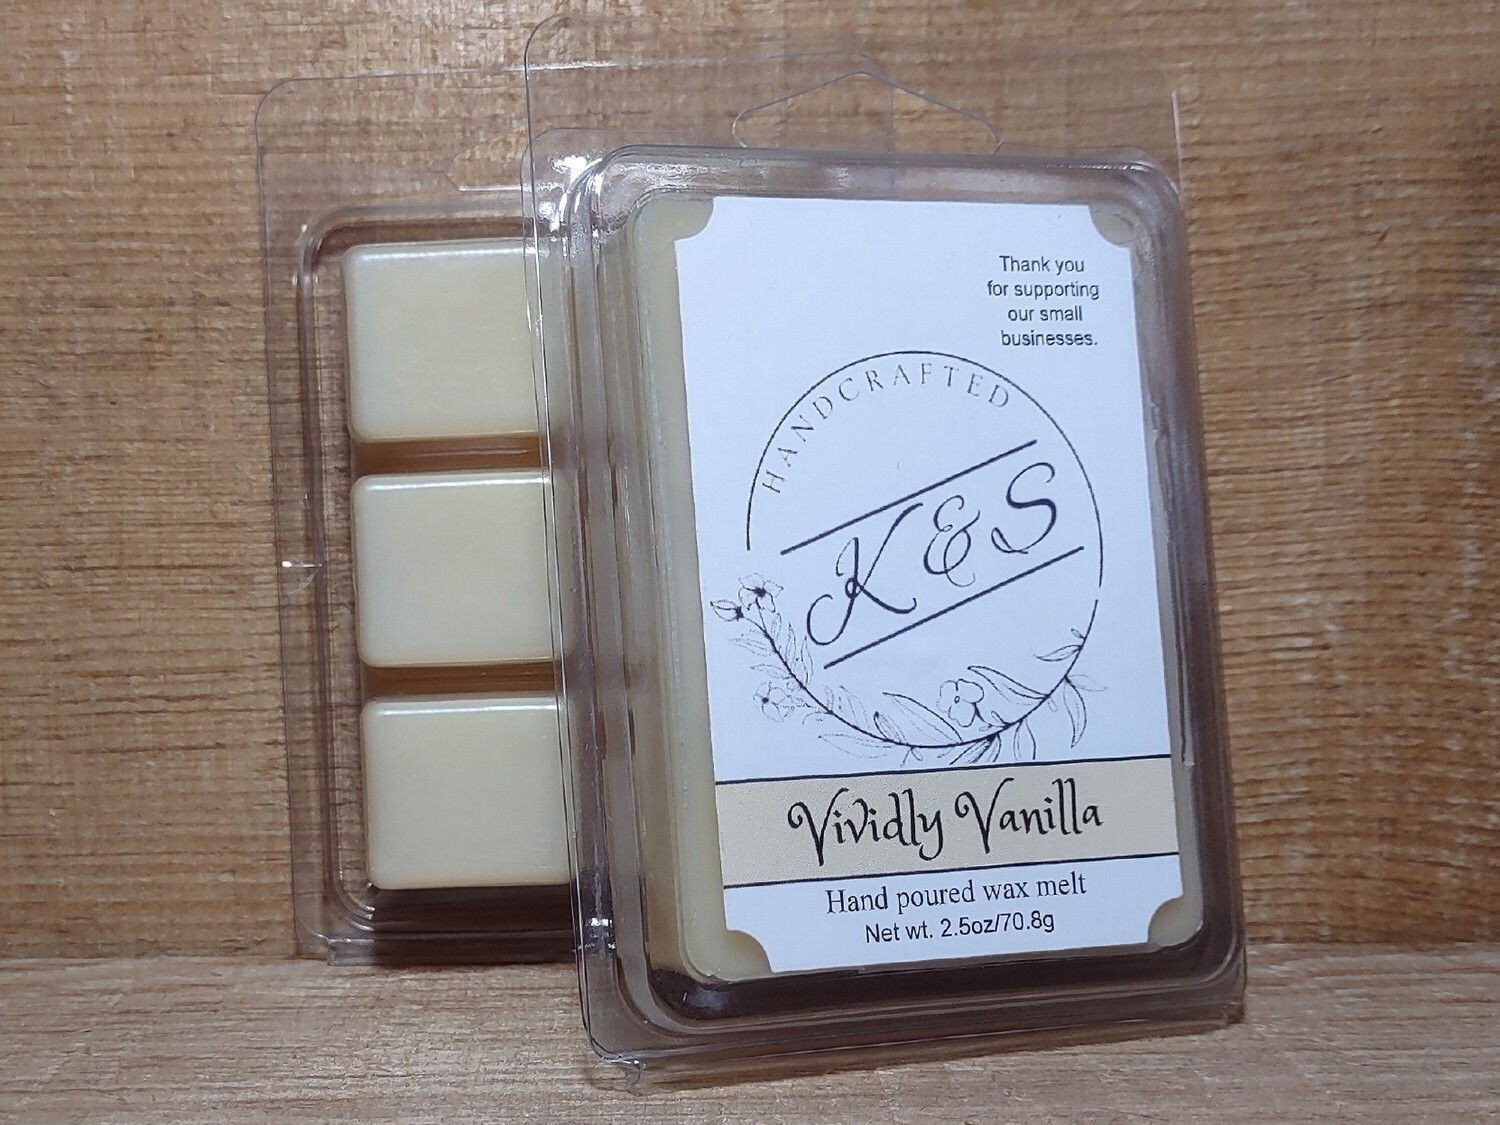 Thank you
for supporting
our small
businesses.
HANDCRAFTED
K & S
Vividly Vanilla
Hand poured wax melt
Net wt. 2.5oz/70.8g